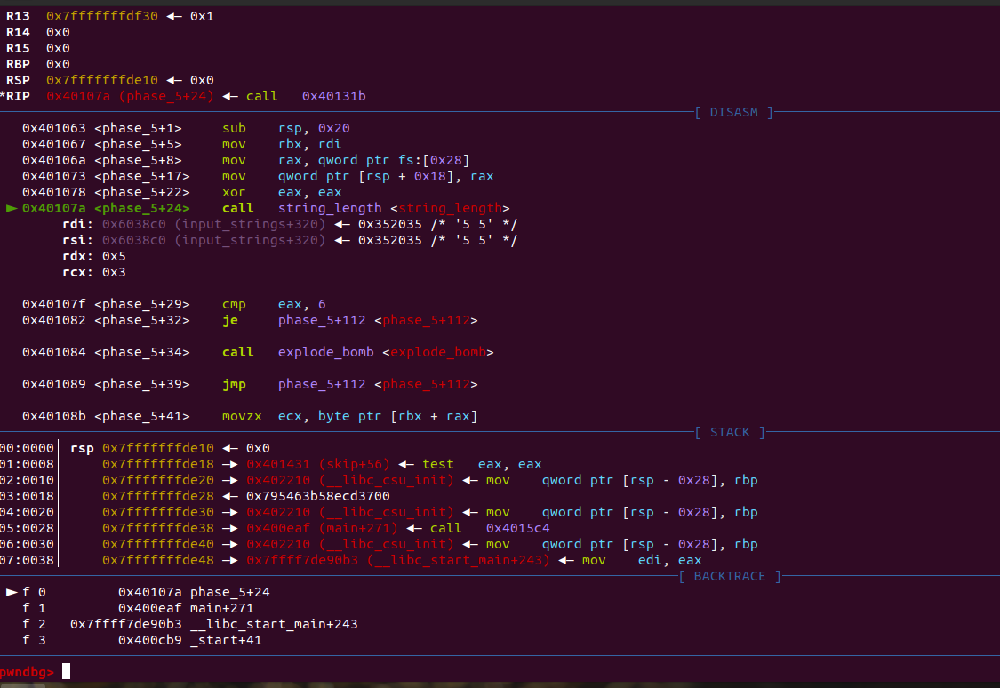 R13  0x7fffffffdf30 ◂— 0x1
R14  0x0
R15  0x0
RBP  0x0
RSP  0x7fffffffde10 ◂— 0x0
*RIP  0x40107a (phase_5+24) ◂— call   0x40131b
[ DISASM ]
0x401063 <phase_5+1>     sub    rsp, 0x20
0x401067 <phase_5+5>     mov    rbx, rdi
0x40106a <phase_5+8>     mov    rax, qword ptr fs:[0x28]
0x401073 <phase_5+17>    mov    qword ptr [rsp + 0x18], rax
0x401078 <phase_5+22>    xor    eax, eax
► 0x40107a <phase_5+24>    call   string_length <string_length>
rdi: 0x6038c0 (input_strings+320) ◂— 0x352035 /* '5 5' */
rsi: 0x6038c0 (input_strings+320) ◂— 0x352035 /* '5 5' */
rdx: 0x5
rcx: 0x3
0x40107f <phase_5+29>    cmp    eax, 6
0x401082 <phase_5+32>    je     phase_5+112 <phase_5+112>
0x401084 <phase_5+34>    call   explode_bomb <explode_bomb>
0x401089 <phase_5+39>    jmp    phase_5+112 <phase_5+112>
0x40108b <phase_5+41>    movzx  ecx, byte ptr [rbx + rax]
[ STACK ]
00:0000│ rsp 0x7fffffffde10 ◂— 0x0
01:0008│     0x7fffffffde18 —▸ 0x401431 (skip+56) ◂— test   eax, eax
02:0010│     0x7fffffffde20 —▸ 0x402210 (__libc_csu_init) ◂— mov    qword ptr [rsp - 0x28], rbp
03:0018│     0x7fffffffde28 ◂— 0x795463b58ecd3700
04:0020│     0x7fffffffde30 —▸ 0x402210 (__libc_csu_init) ◂— mov    qword ptr [rsp - 0x28], rbp
05:0028│     0x7fffffffde38 —▸ 0x400eaf (main+271) ◂— call   0x4015c4
06:0030│     0x7fffffffde40 —▸ 0x402210 (__libc_csu_init) ◂— mov    qword ptr [rsp - 0x28], rbp
07:0038│     0x7fffffffde48 —▸ 0x7ffff7de90b3 (__libc_start_main+243) ◂— mov    edi, eax
[ BACKTRACE ]
► f 0         0x40107a phase_5+24
f 1         0x400eaf main+271
f 2   0x7ffff7de90b3 __libc_start_main+243
f 3         0x400cb9 _start+41
pwndbg>